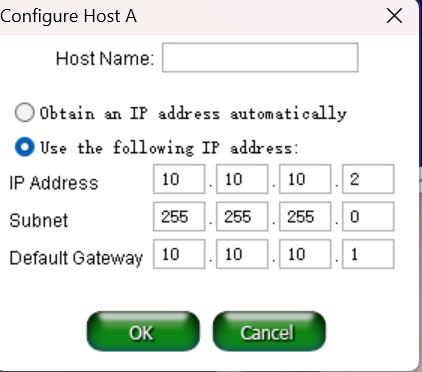 Configure Host A
Host Name:
Obtain an IP address automatically
Use the following IP address:
IP Address 10 . 10 . 10 . 2
Subnet 255 . 255 . 255 . 0
Default Gateway 10 . 10 . 10 . 1
OK Cancel